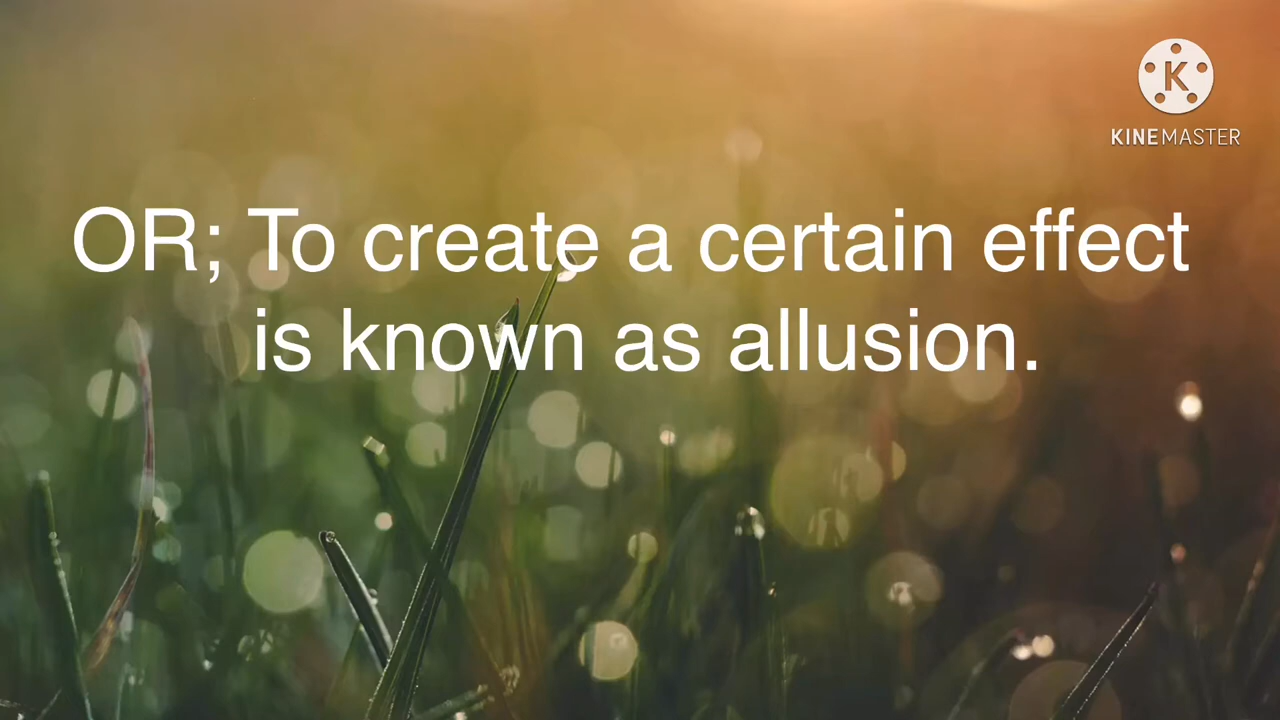 KINEMASTER
OR; To create a certain effect
is known as allusion.